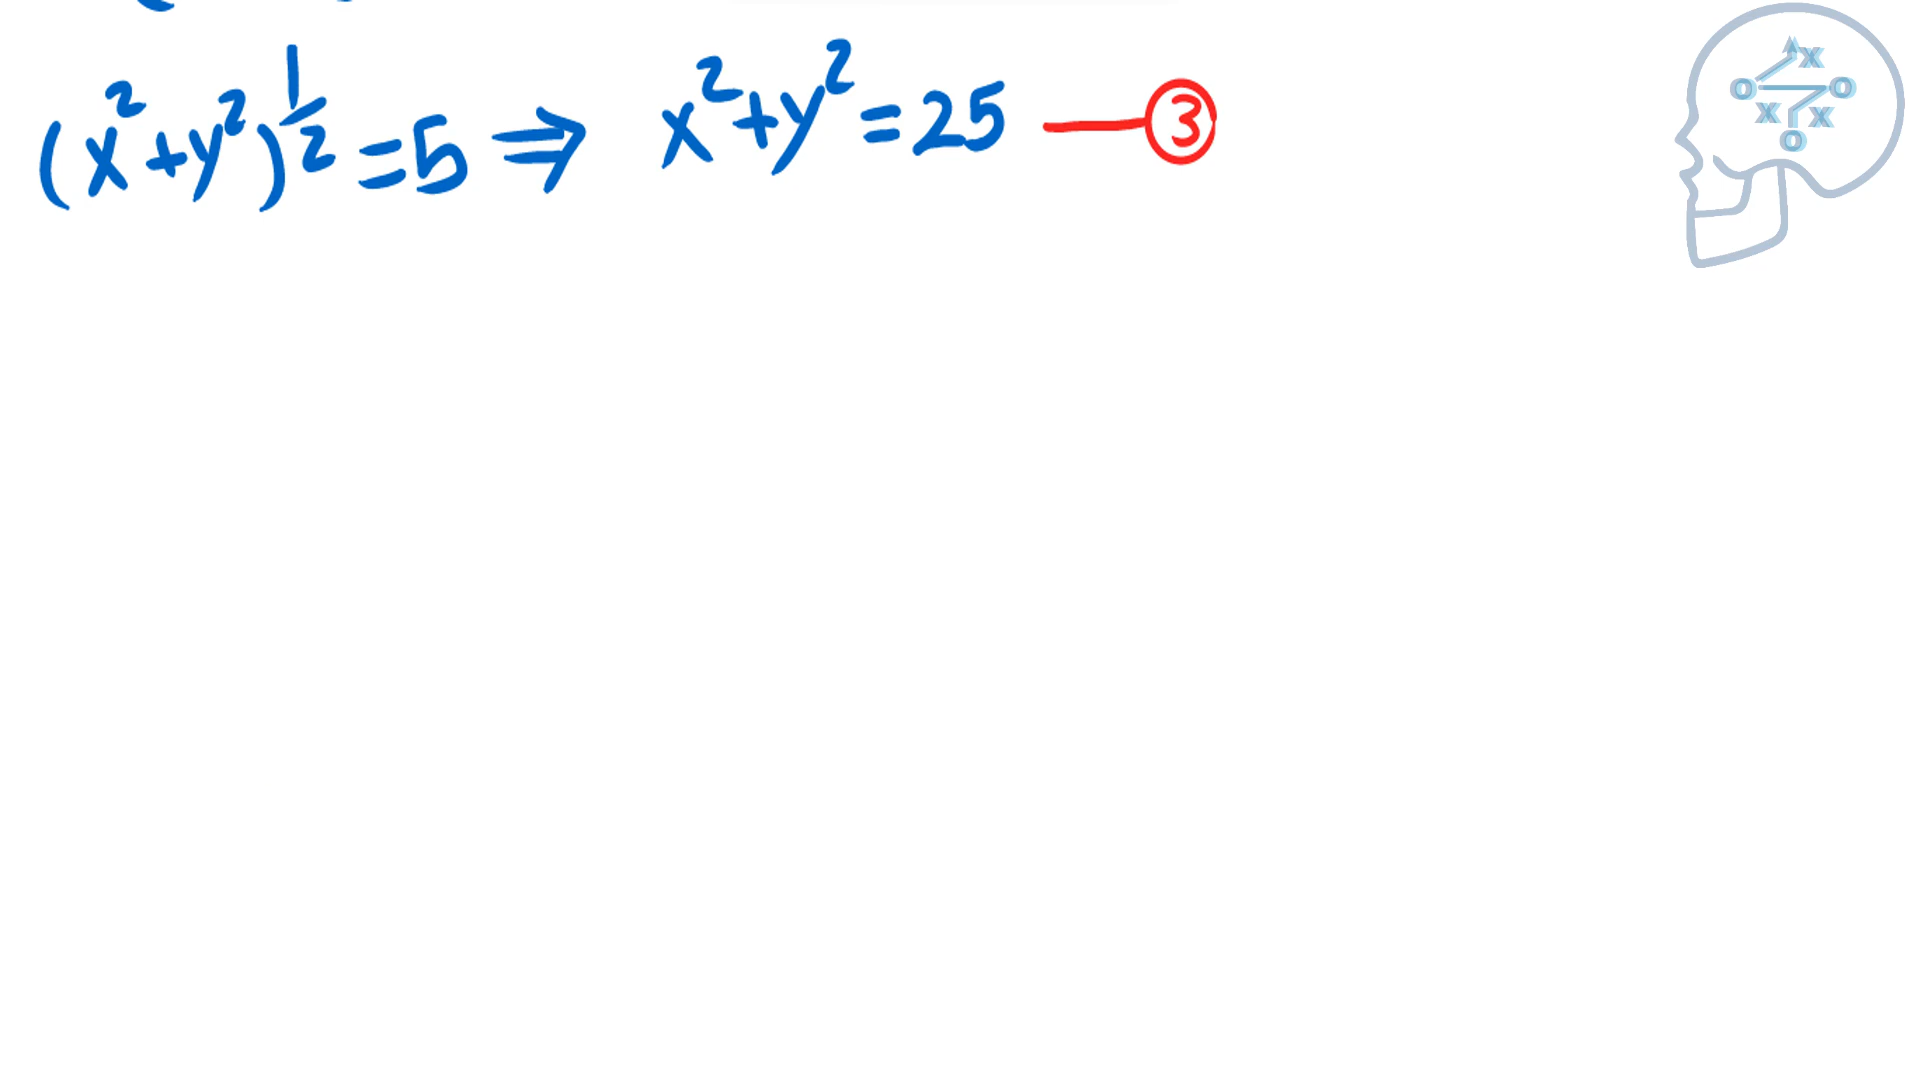 (x²+y²)^(1/2) = 5 ⇒ x²+y² = 25 — ③
X
O O
X X
O